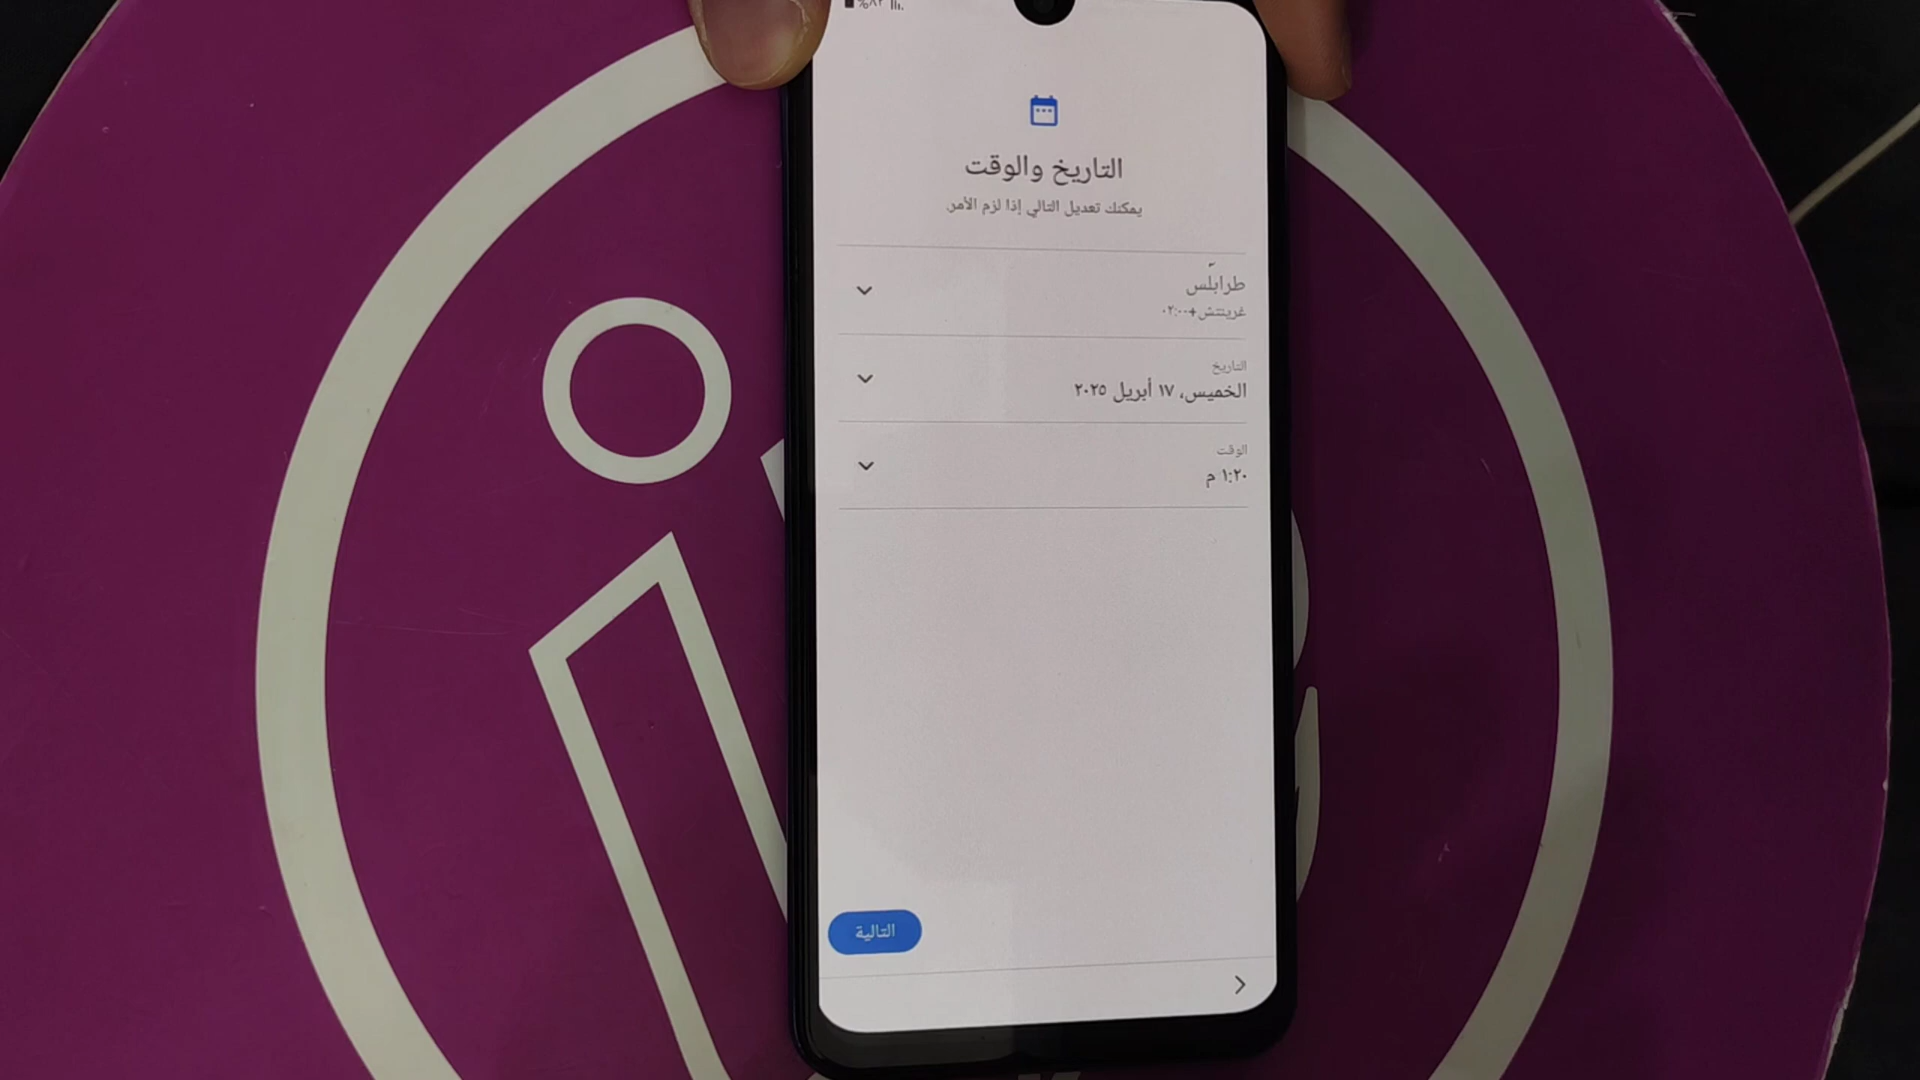 %٨٢
التاريخ والوقت
يمكنك تعديل التالي إذا لزم الأمر.
طرابلس
غرينتش+٠٢:٠٠
التاريخ
الخميس، ١٧ أبريل ٢٠٢٥
الوقت
١:٢٠ م
التالية